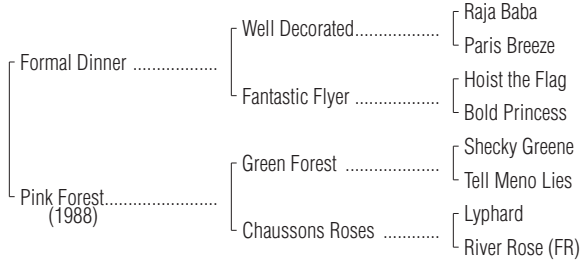 Raja Baba
Well Decorated...................
Paris Breeze
Formal Dinner ..................
Hoist the Flag
Fantastic Flyer ..................
Bold Princess
Shecky Greene
Green Forest ....................
Tell Meno Lies
Pink Forest........................
(1988)
Lyphard
Chaussons Roses ............
River Rose (FR)